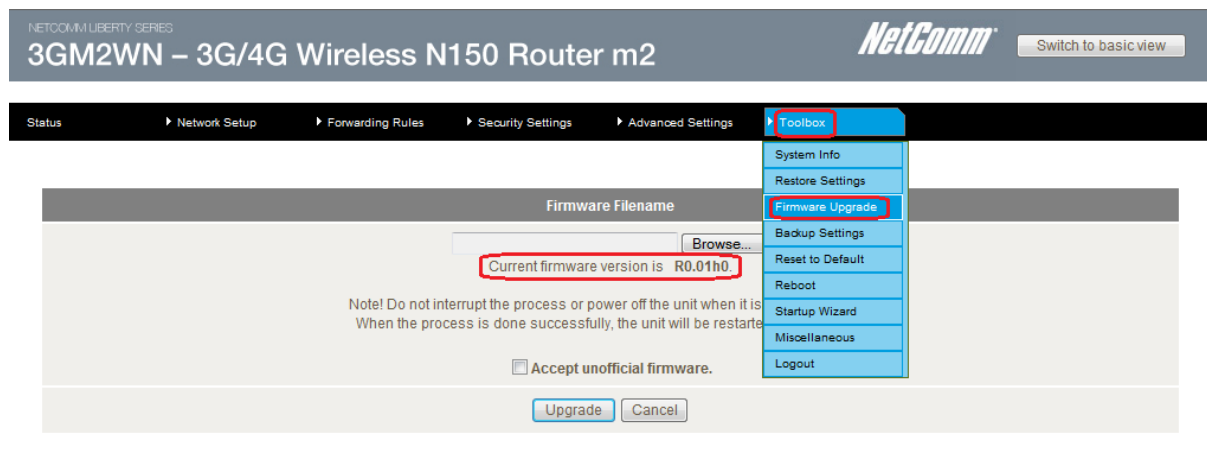 NETCOMM LIBERTY SERIES
3GM2WN – 3G/4G Wireless N150 Router m2
NetComm
Switch to basic view
Status
Network Setup
Forwarding Rules
Security Settings
Advanced Settings
Toolbox
System Info
Restore Settings
Firmware Upgrade
Backup Settings
Reset to Default
Reboot
Startup Wizard
Miscellaneous
Logout
Firmware Filename
Browse...
Current firmware version is R0.01h0.
Note! Do not interrupt the process or power off the unit when it is
When the process is done successfully, the unit will be restarte
Accept unofficial firmware.
Upgrade
Cancel